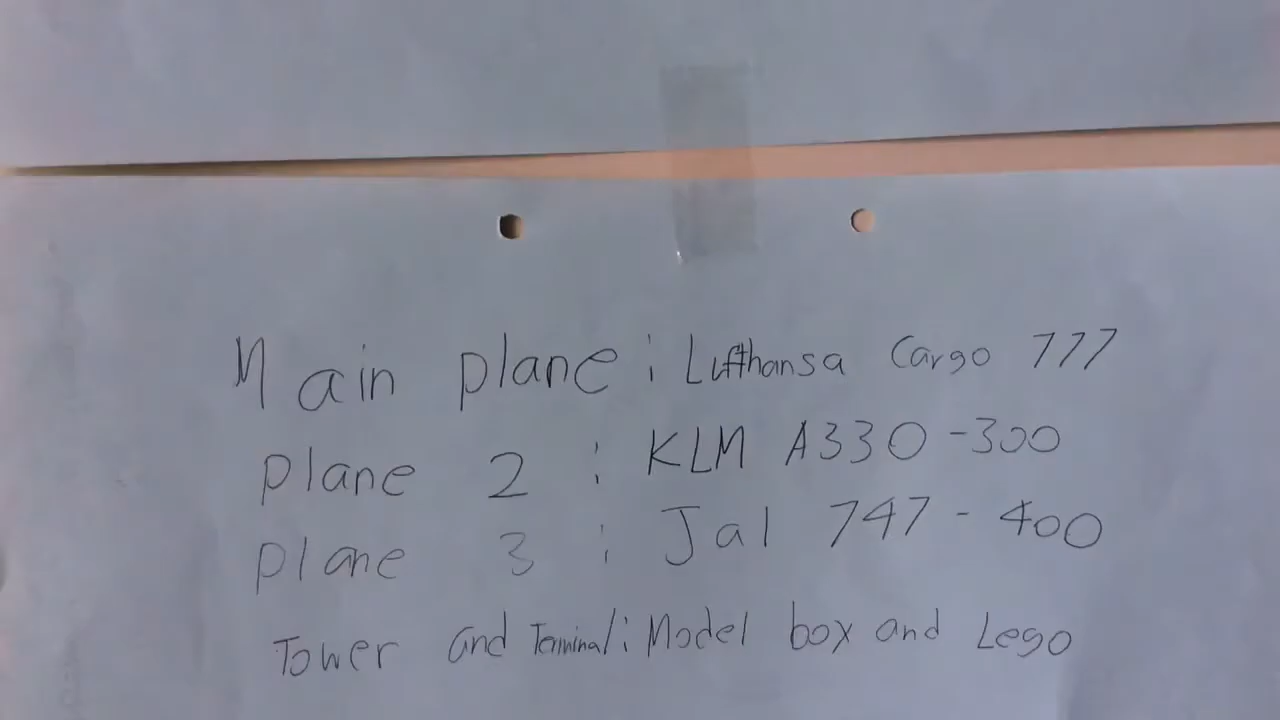 Main plane: Lufthansa Cargo 777
plane 2: KLM A330-300
plane 3: Jal 747-400
Tower and Terminal: Model box and Lego